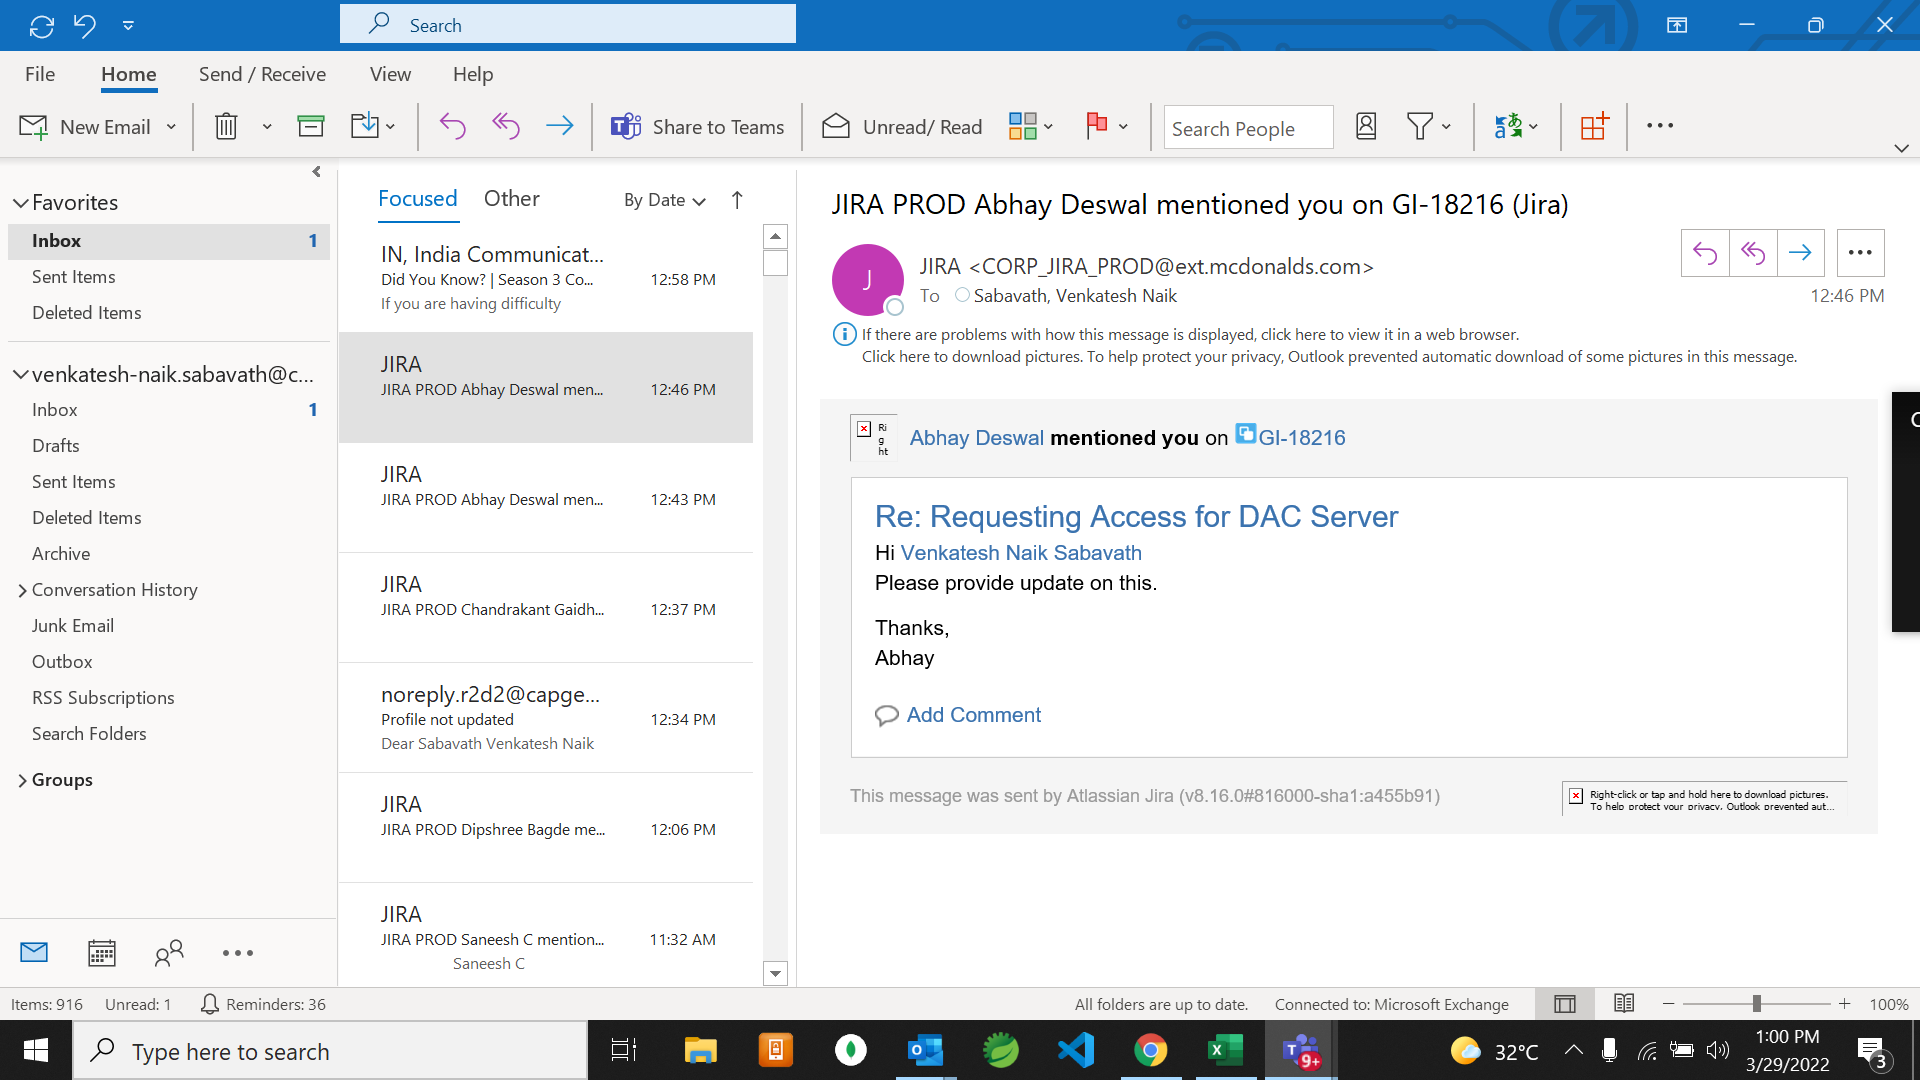 Search
File
Home
Send / Receive
View
Help
New Email
Share to Teams
Unread/ Read
Search People
Favorites
Inbox 1
Sent Items
Deleted Items
venkatesh-naik.sabavath@c...
Inbox 1
Drafts
Sent Items
Deleted Items
Archive
Conversation History
Junk Email
Outbox
RSS Subscriptions
Search Folders
Groups
Focused Other By Date
IN, India Communicat...
Did You Know? | Season 3 Co... 12:58 PM
If you are having difficulty
JIRA
JIRA PROD Abhay Deswal men... 12:46 PM
JIRA
JIRA PROD Abhay Deswal men... 12:43 PM
JIRA
JIRA PROD Chandrakant Gaidh... 12:37 PM
noreply.r2d2@capge...
Profile not updated 12:34 PM
Dear Sabavath Venkatesh Naik
JIRA
JIRA PROD Dipshree Bagde me... 12:06 PM
JIRA
JIRA PROD Saneesh C mention... 11:32 AM
Saneesh C
JIRA PROD Abhay Deswal mentioned you on GI-18216 (Jira)
J
JIRA <CORP_JIRA_PROD@ext.mcdonalds.com>
To Sabavath, Venkatesh Naik
12:46 PM
If there are problems with how this message is displayed, click here to view it in a web browser.
Click here to download pictures. To help protect your privacy, Outlook prevented automatic download of some pictures in this message.
Ri
g
ht
Abhay Deswal mentioned you on GI-18216
Re: Requesting Access for DAC Server
Hi Venkatesh Naik Sabavath
Please provide update on this.
Thanks,
Abhay
Add Comment
This message was sent by Atlassian Jira (v8.16.0#816000-sha1:a455b91)
Right-click or tap and hold here to download pictures.
To help protect your privacy, Outlook prevented aut...
Items: 916 Unread: 1 Reminders: 36
All folders are up to date. Connected to: Microsoft Exchange 100%
Type here to search
9+
32°C
1:00 PM
3/29/2022
3